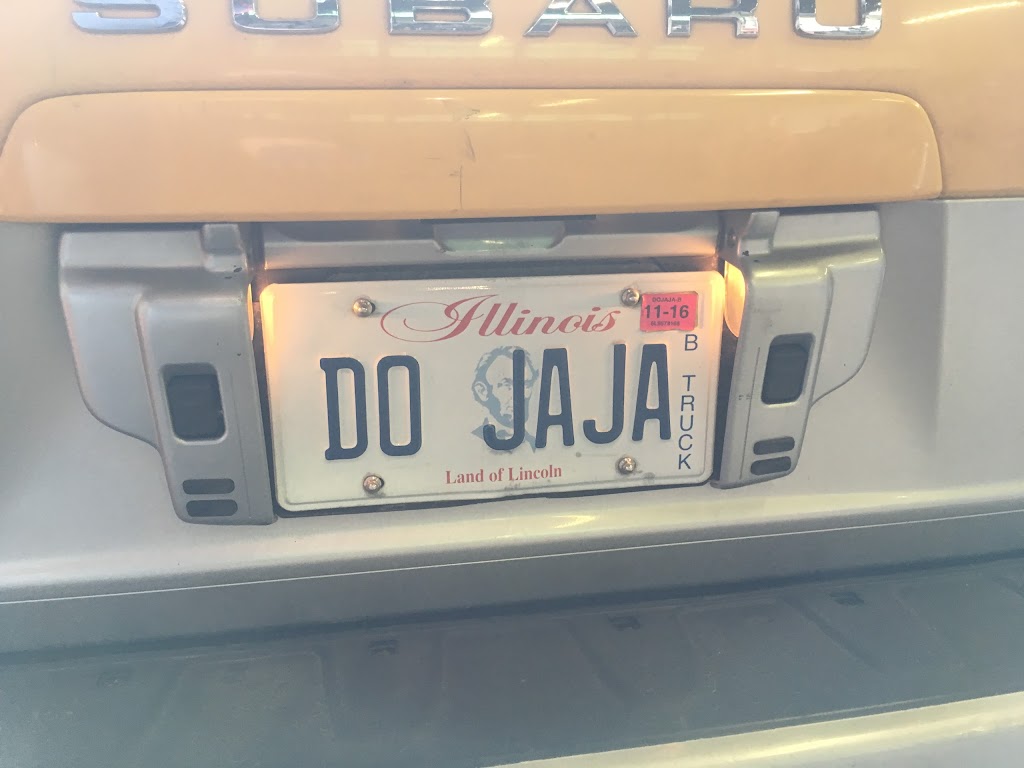 SUBARU
Illinois
11-16
DO JAJA
B TRUCK
Land of Lincoln